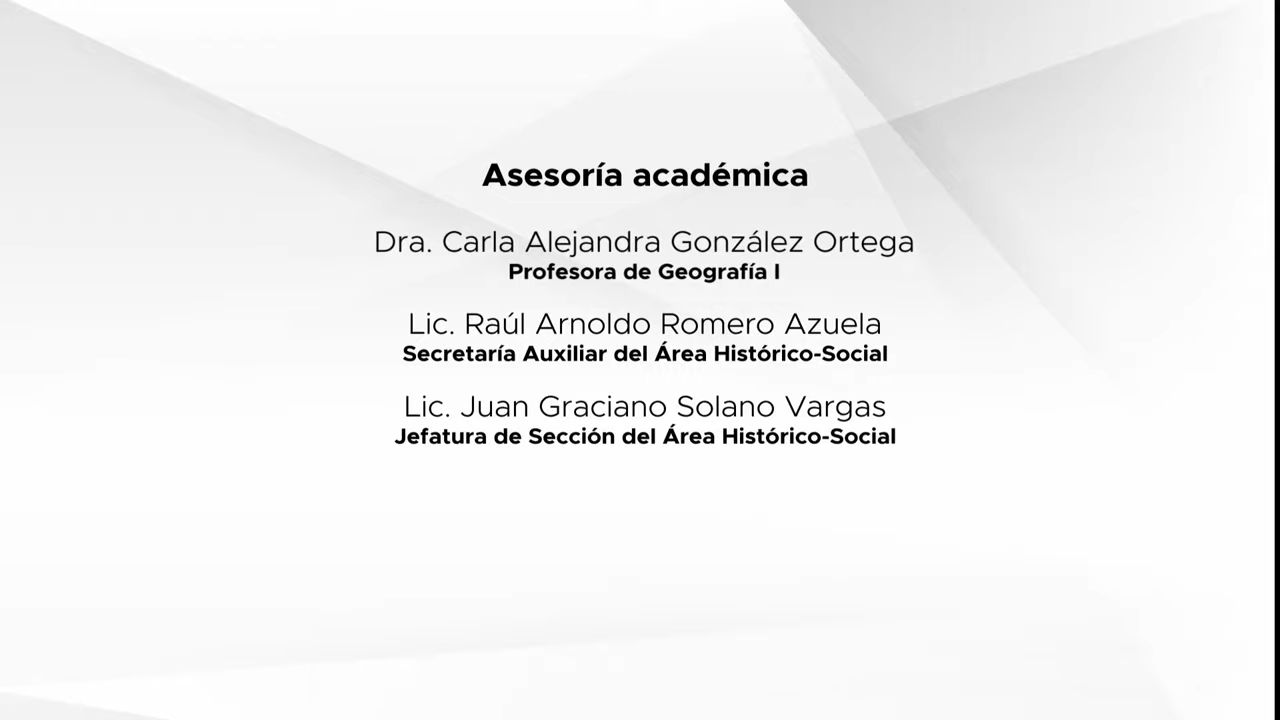 Asesoría académica
Dra. Carla Alejandra González Ortega
Profesora de Geografía I
Lic. Raúl Arnoldo Romero Azuela
Secretaría Auxiliar del Área Histórico-Social
Lic. Juan Graciano Solano Vargas
Jefatura de Sección del Área Histórico-Social